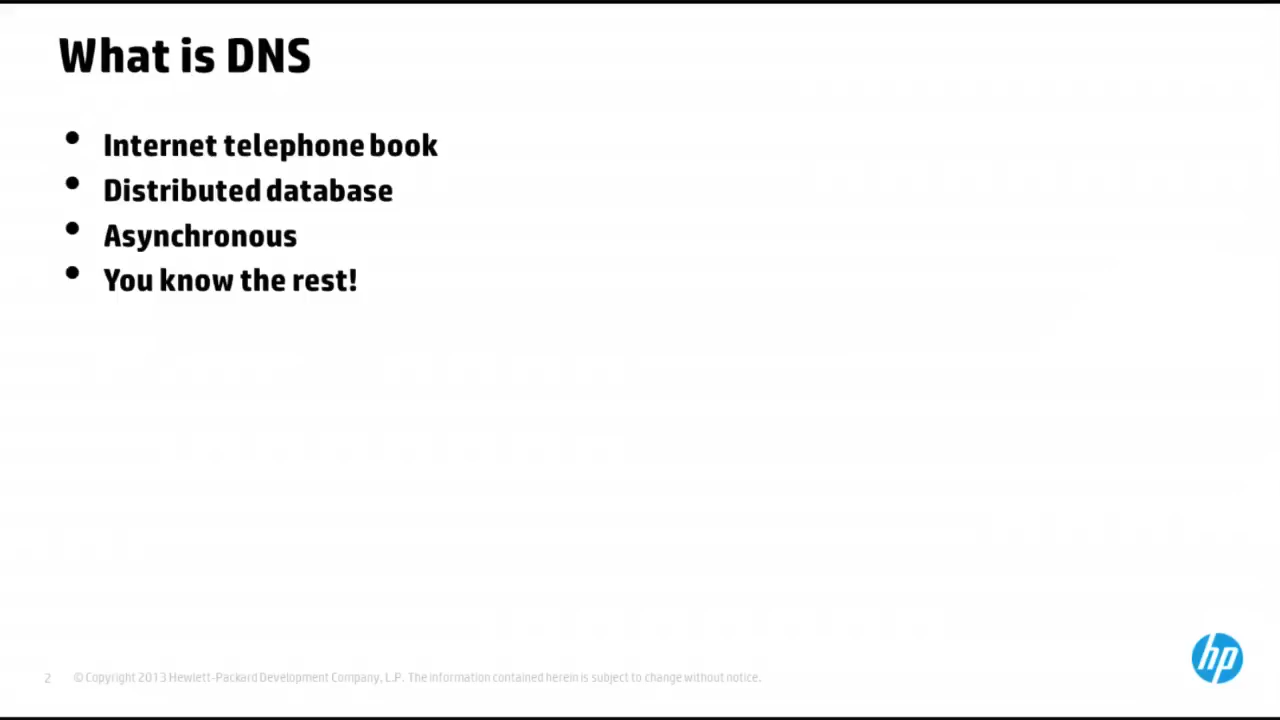 What is DNS
• Internet telephone book
• Distributed database
• Asynchronous
• You know the rest!
2 © Copyright 2013 Hewlett-Packard Development Company, L.P. The information contained herein is subject to change without notice.
hp